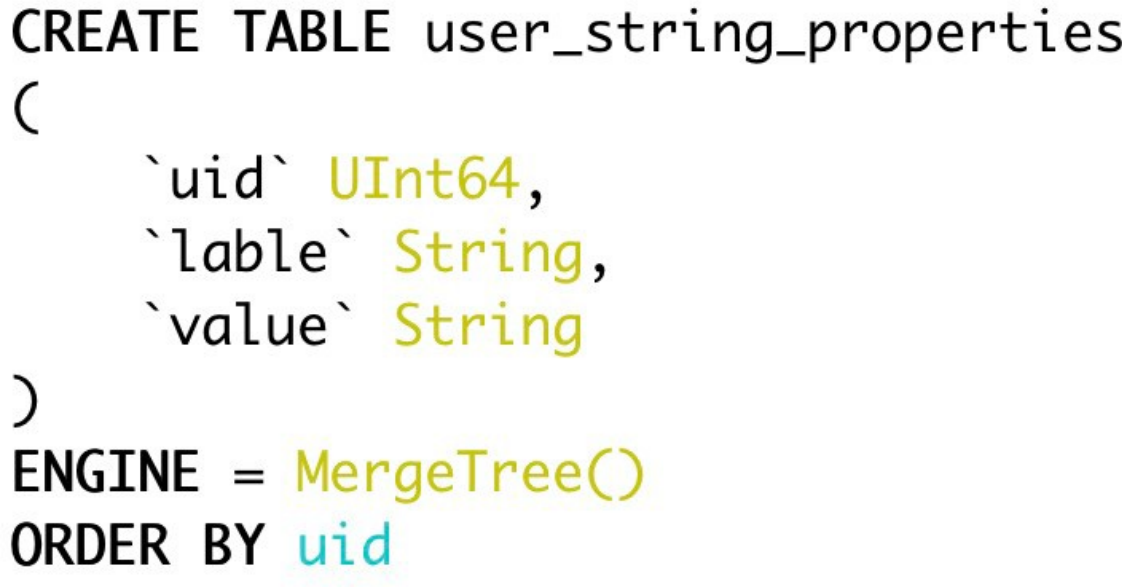 CREATE TABLE user_string_properties
(
    `uid` UInt64,
    `lable` String,
    `value` String
)
ENGINE = MergeTree()
ORDER BY uid